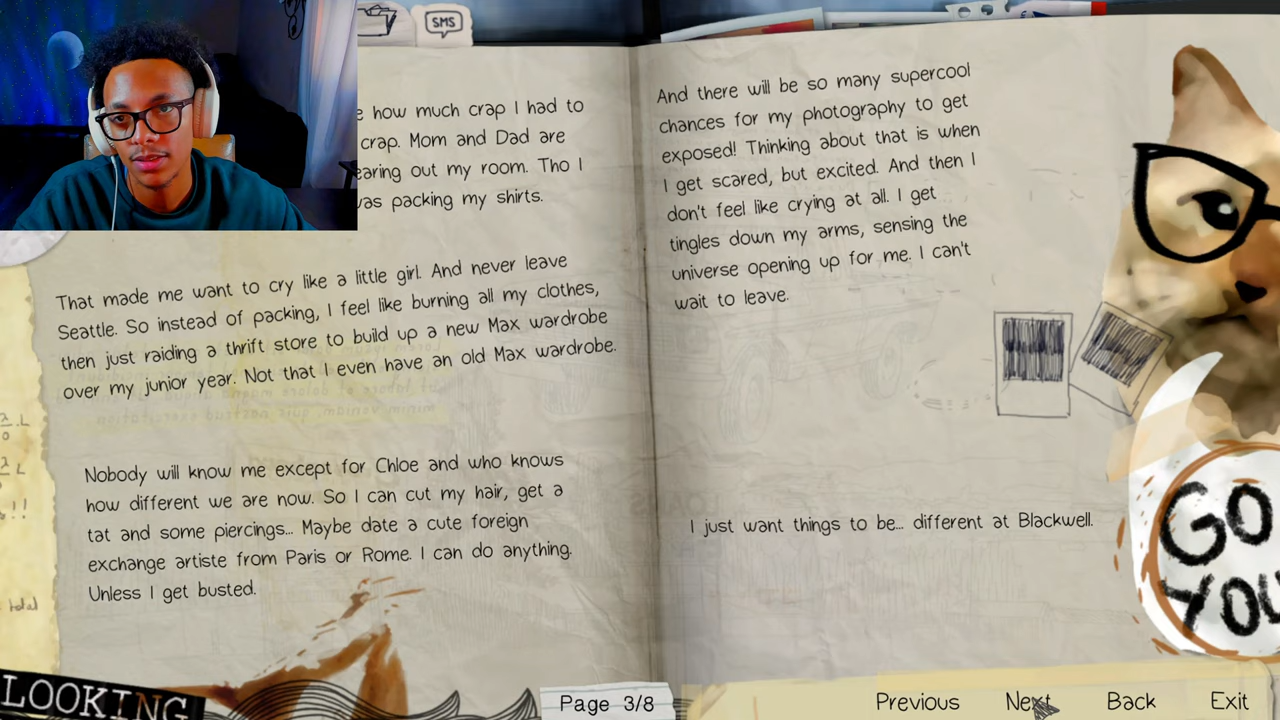 SMS
how much crap I had to
crap. Mom and Dad are
earing out my room. Tho I
was packing my shirts.
That made me want to cry like a little girl. And never leave
Seattle. So instead of packing, I feel like burning all my clothes,
then just raiding a thrift store to build up a new Max wardrobe
over my junior year. Not that I even have an old Max wardrobe.
Nobody will know me except for Chloe and who knows
how different we are now. So I can cut my hair, get a
tat and some piercings... Maybe date a cute foreign
exchange artiste from Paris or Rome. I can do anything.
Unless I get busted.
And there will be so many supercool
chances for my photography to get
exposed! Thinking about that is when
I get scared, but excited. And then I
don't feel like crying at all. I get
tingles down my arms, sensing the
universe opening up for me. I can't
wait to leave.
I just want things to be... different at Blackwell.
GO
YOU
total
LOOKING
Page 3/8
Previous Next Back Exit